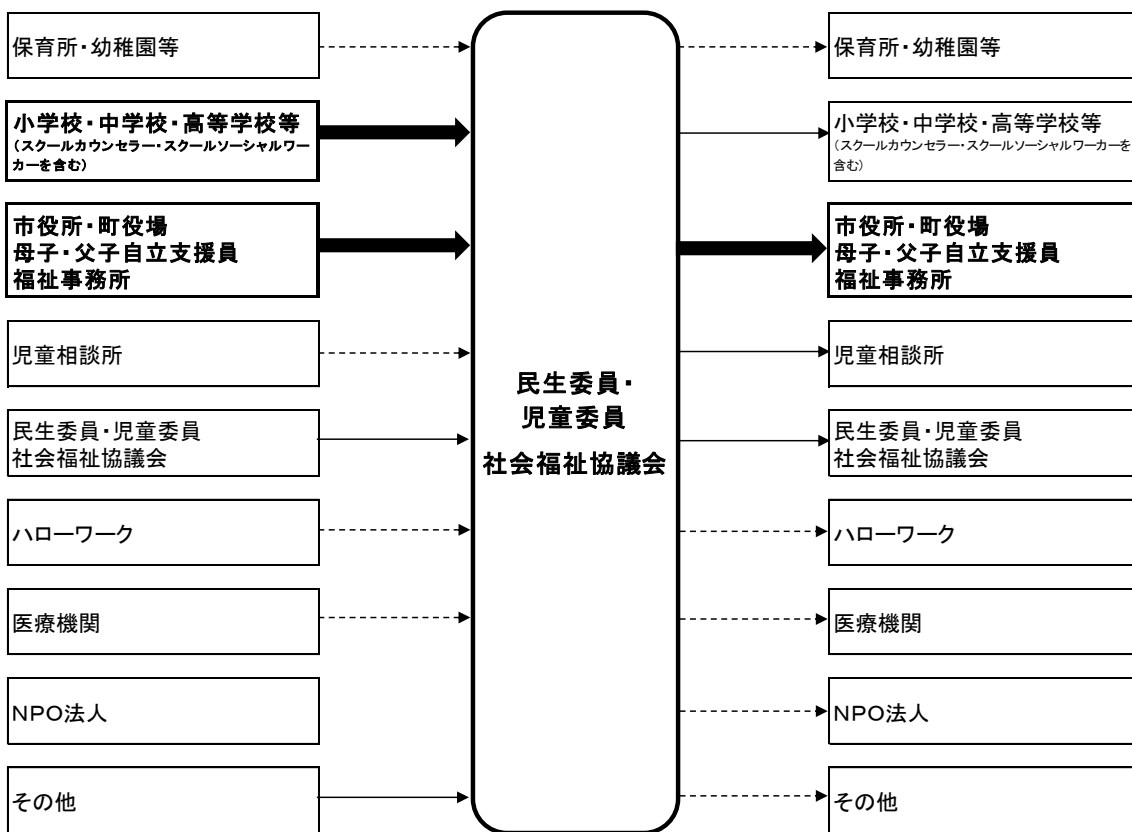 保育所・幼稚園等
小学校・中学校・高等学校等
（スクールカウンセラー・スクールソーシャルワー
カーを含む）
市役所・町役場
母子・父子自立支援員
福祉事務所
児童相談所
民生委員・児童委員
社会福祉協議会
ハローワーク
医療機関
NPO法人
その他
民生委員・
児童委員
社会福祉協議会
保育所・幼稚園等
小学校・中学校・高等学校等
（スクールカウンセラー・スクールソーシャルワーカーを
含む）
市役所・町役場
母子・父子自立支援員
福祉事務所
児童相談所
民生委員・児童委員
社会福祉協議会
ハローワーク
医療機関
NPO法人
その他